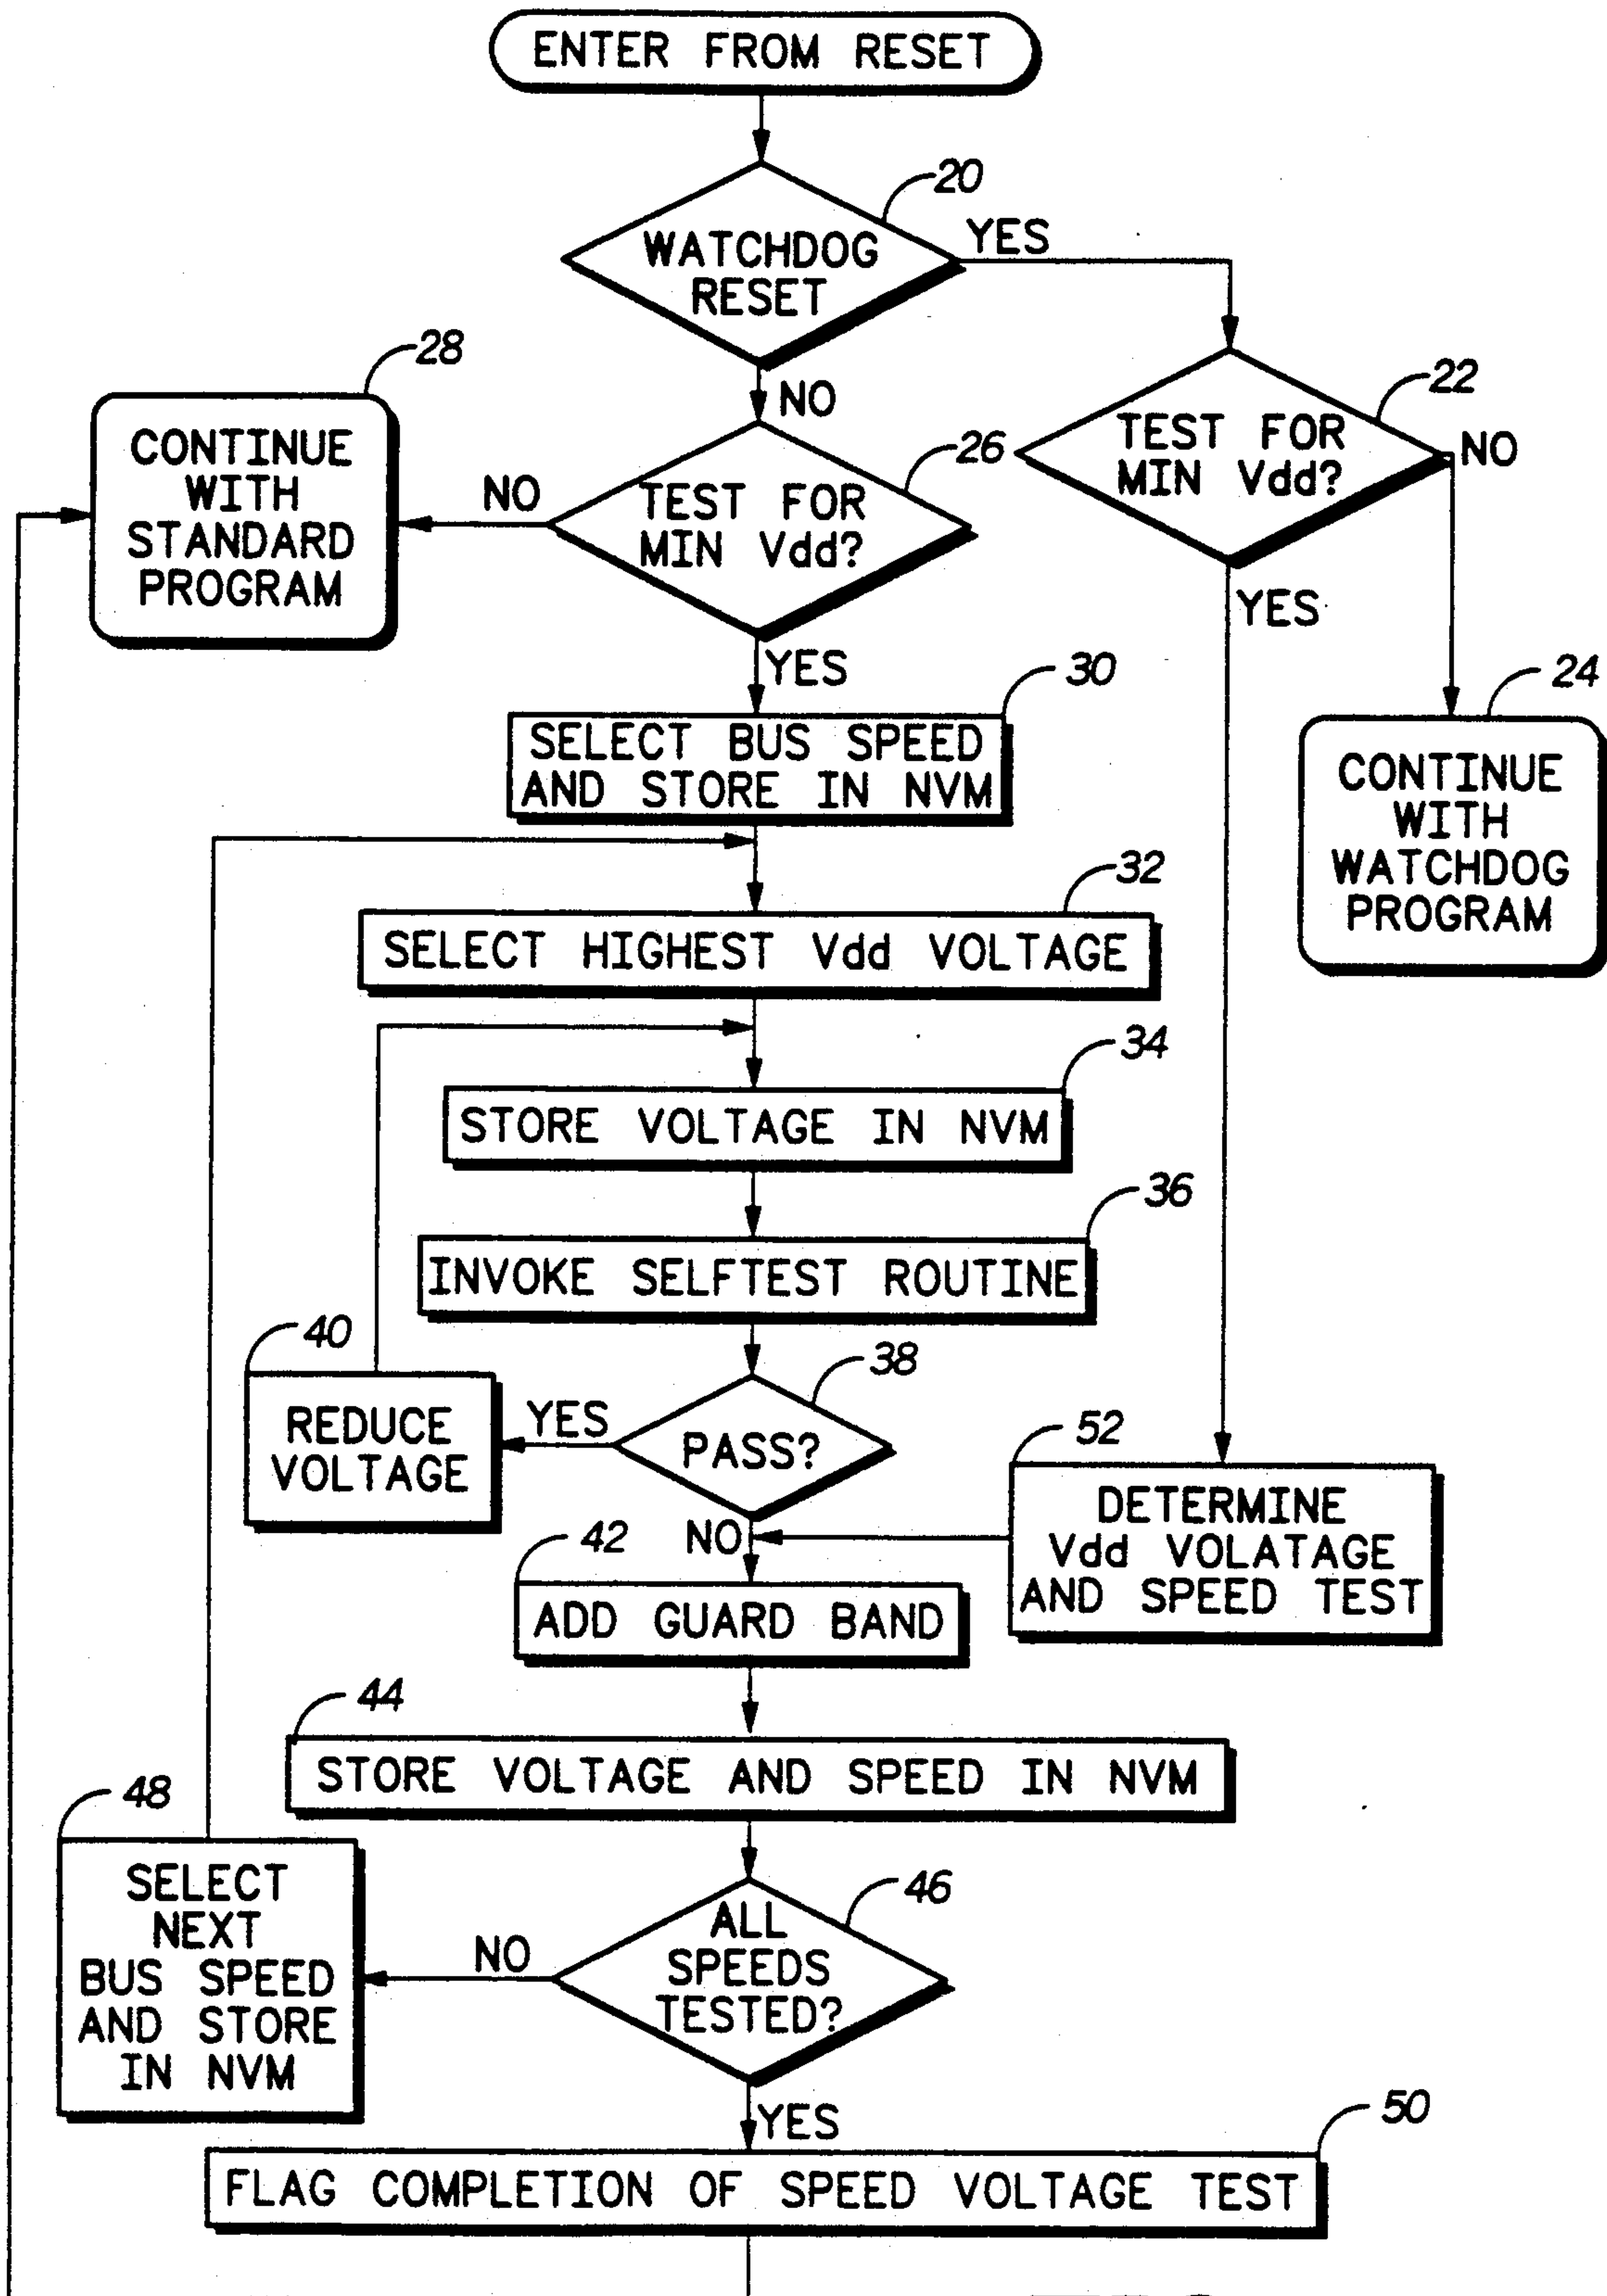 ENTER FROM RESET
20
WATCHDOG
RESET
YES
NO
28
CONTINUE
WITH
STANDARD
PROGRAM
NO
26
TEST FOR
MIN Vdd?
22
TEST FOR
MIN Vdd?
NO
YES
YES
30
SELECT BUS SPEED
AND STORE IN NVM
24
CONTINUE
WITH
WATCHDOG
PROGRAM
32
SELECT HIGHEST Vdd VOLTAGE
34
STORE VOLTAGE IN NVM
36
INVOKE SELFTEST ROUTINE
40
REDUCE
VOLTAGE
YES
38
PASS?
NO
52
DETERMINE
Vdd VOLATAGE
AND SPEED TEST
42
ADD GUARD BAND
44
STORE VOLTAGE AND SPEED IN NVM
48
SELECT
NEXT
BUS SPEED
AND STORE
IN NVM
NO
46
ALL
SPEEDS
TESTED?
YES
50
FLAG COMPLETION OF SPEED VOLTAGE TEST